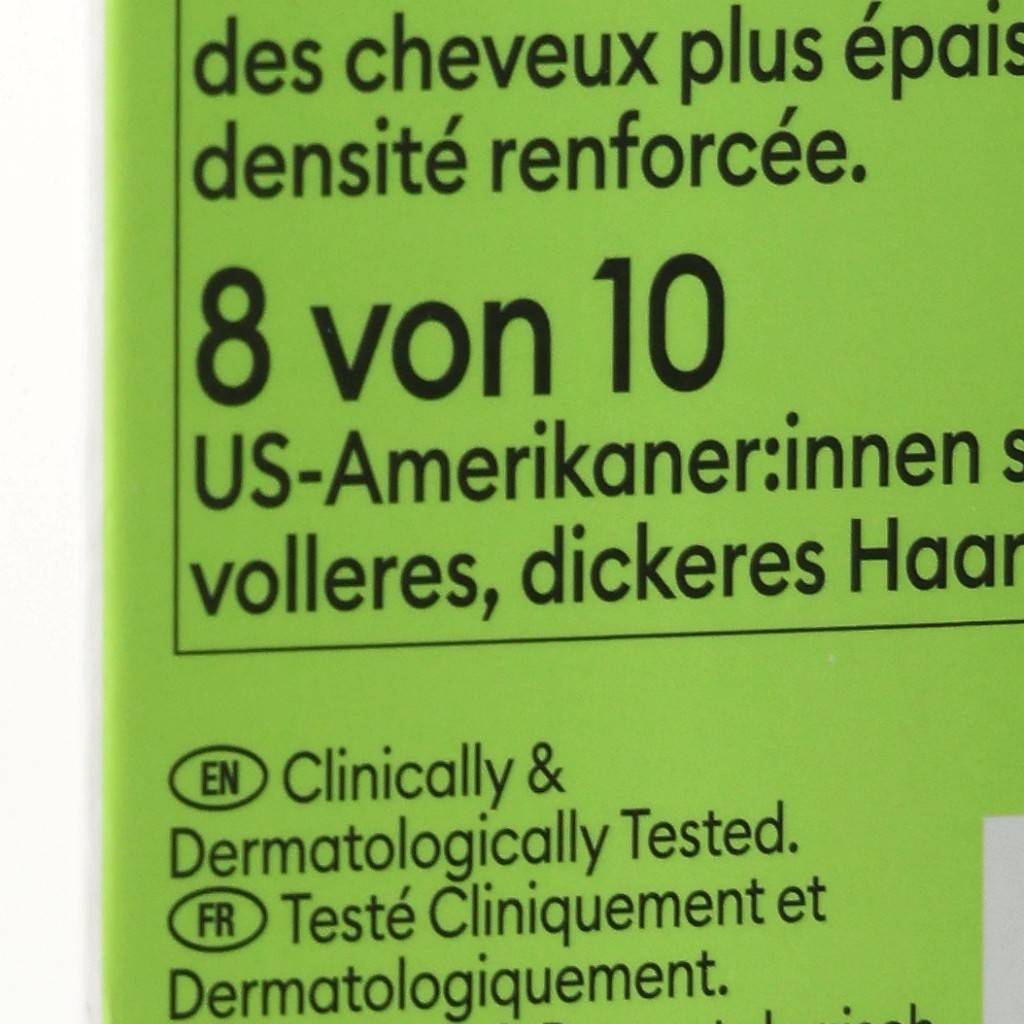 des cheveux plus épais
densité renforcée.
8 von 10
US-Amerikaner:innen
volleres, dickeres Haar
EN Clinically &
Dermatologically Tested.
FR Testé Cliniquement et
Dermatologiquement.